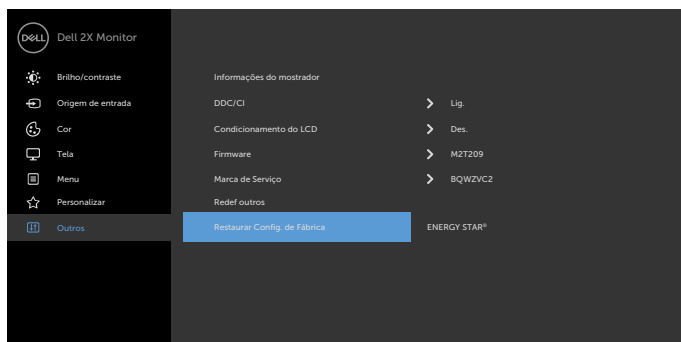 DELL Dell 2X Monitor
Brilho/contraste
Informações do mostrador
Origem de entrada
DDC/CI Lig.
Cor
Condicionamento do LCD Des.
Tela
Firmware M2T209
Menu
Marca de Serviço BQWZVC2
Personalizar
Redef outros
Outros
Restaurar Config. de Fábrica ENERGY STAR®